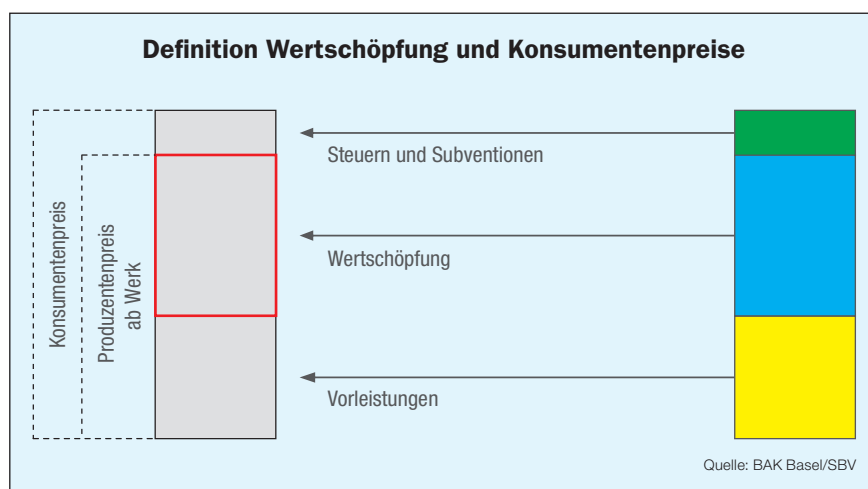 Definition Wertschöpfung und Konsumentenpreise
Konsumentenpreis
Produzentenpreis
ab Werk
Steuern und Subventionen
Wertschöpfung
Vorleistungen
Quelle: BAK Basel/SBV